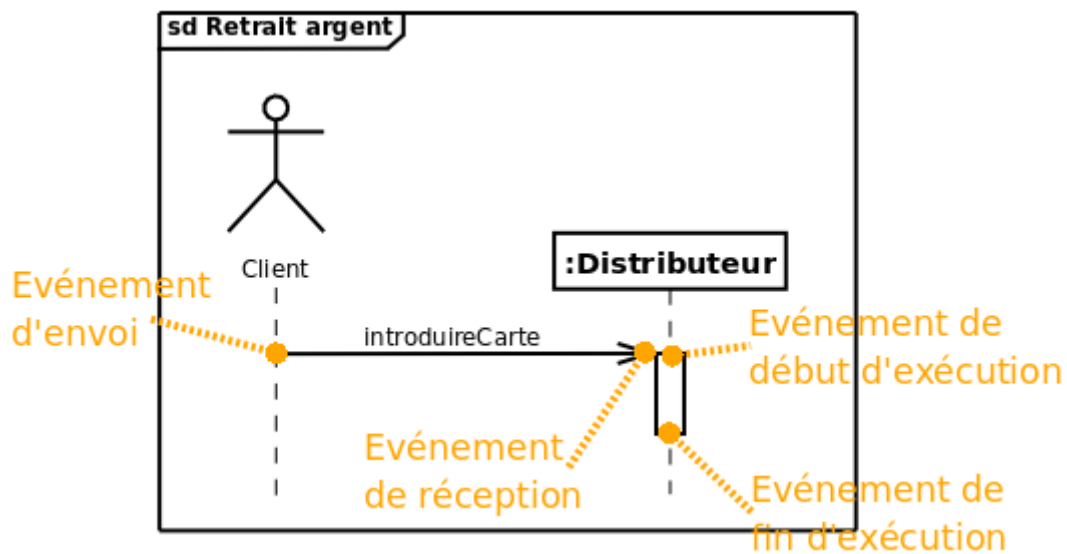 sd Retrait argent
Client
:Distributeur
Evénement
d'envoi
introduireCarte
Evénement de
début d'exécution
Evénement
de réception
Evénement de
fin d'exécution